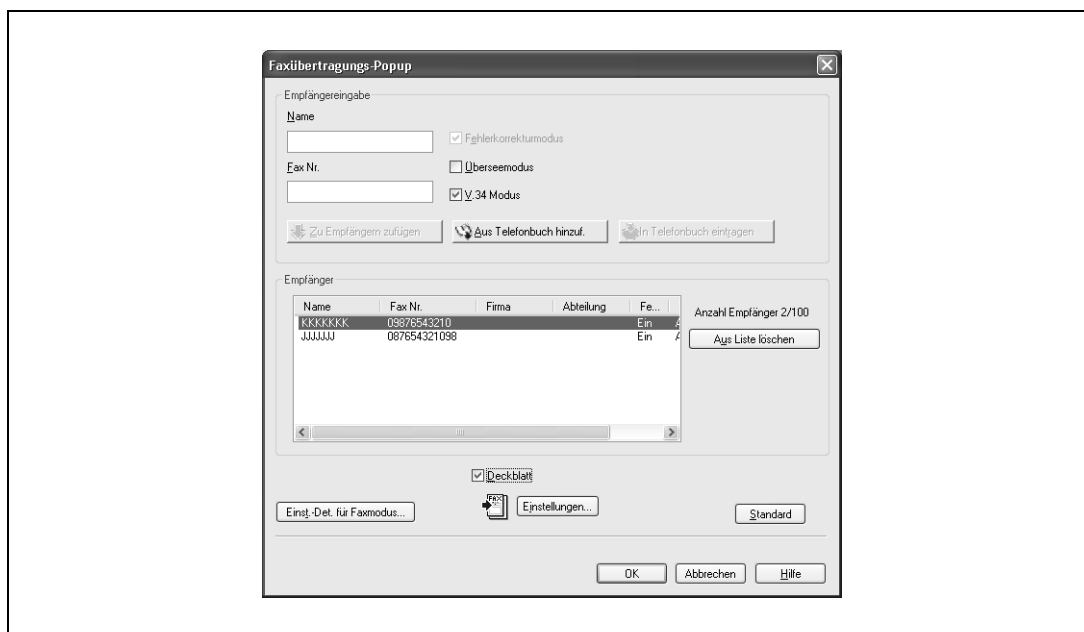 Faxübertragungs-Popup
Empfängereingabe
Name
Fehlerkorrekturmodus
Fax Nr.
Überseemodus
V.34 Modus
Zu Empfängern zufügen
Aus Telefonbuch hinzuf.
In Telefonbuch eintragen
Empfänger
Name Fax Nr. Firma Abteilung Fe...
KKKKKKK 09876543210 Ein
JJJJJJJ 087654321098 Ein
Anzahl Empfänger 2/100
Aus Liste löschen
Deckblatt
Einst.-Det. für Faxmodus...
FAX
Einstellungen...
Standard
OK Abbrechen Hilfe